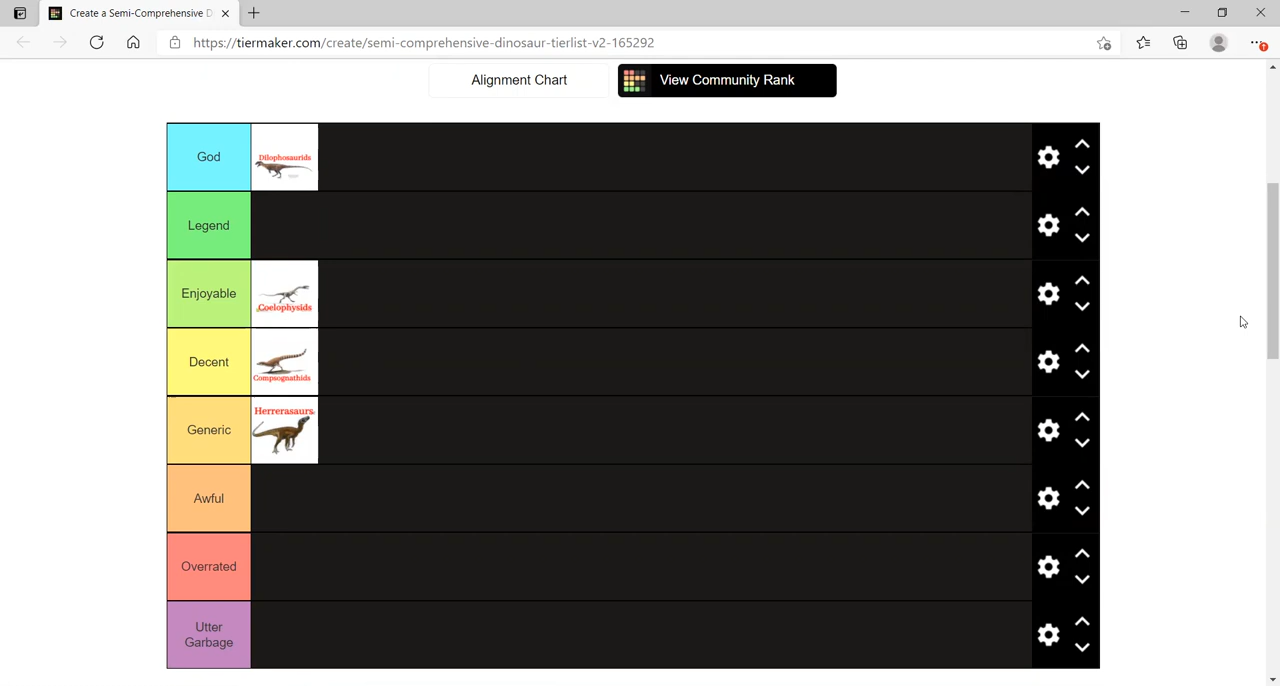 Create a Semi-Comprehensive D
https://tiermaker.com/create/semi-comprehensive-dinosaur-tierlist-v2-165292
Alignment Chart
View Community Rank
God
Dilophosaurids
Legend
Enjoyable
Coelophysids
Decent
Compsognathids
Generic
Herrerasaurs
Awful
Overrated
Utter
Garbage